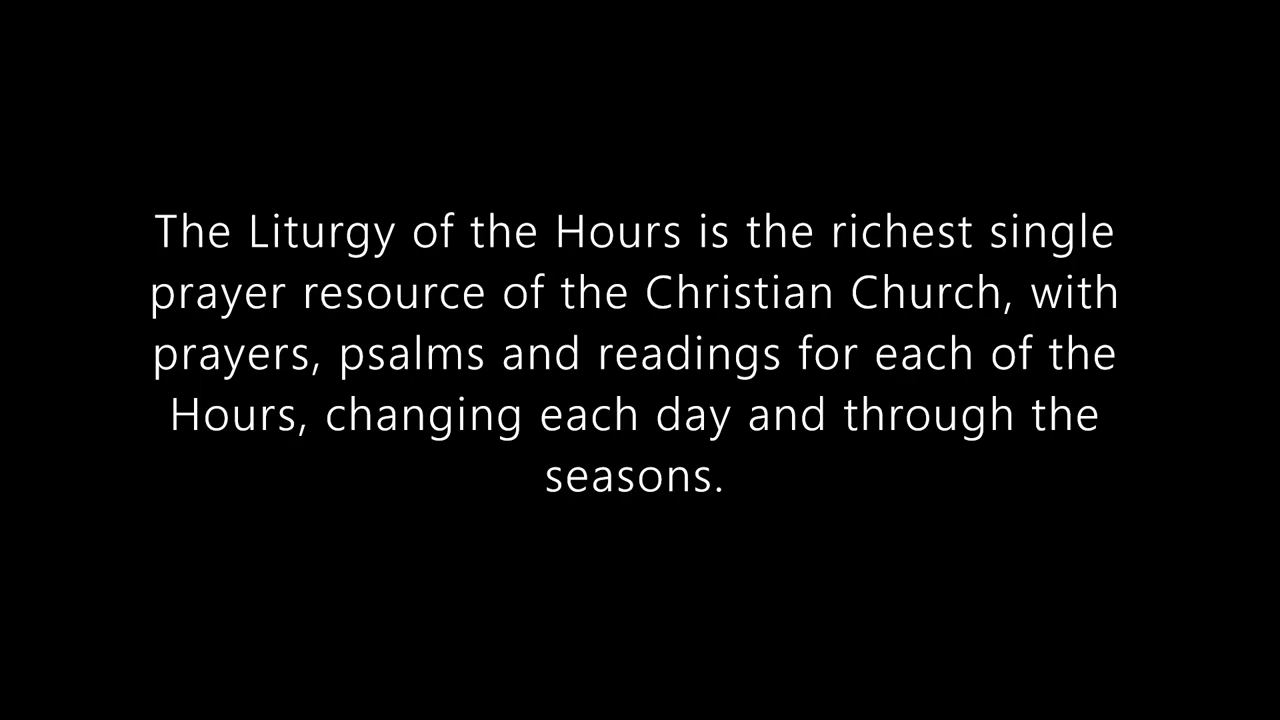 The Liturgy of the Hours is the richest single
prayer resource of the Christian Church, with
prayers, psalms and readings for each of the
Hours, changing each day and through the
seasons.